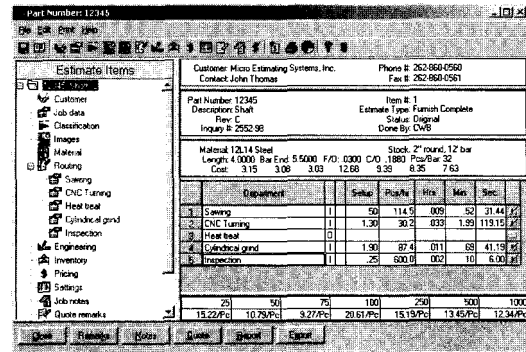 Part Number: 12345
File Edit Print Help
Estimate Items
Customer
Job data
Classification
Images
Material
Routing
Sawing
CNC Turning
Heat treat
Cylindrical grind
Inspection
Engineering
Inventory
Pricing
Settings
Job notes
Quote remarks
Customer: Micro Estimating Systems, Inc. Phone #: 262-860-0560
Contact: John Thomas Fax #: 262-860-0561
Part Number: 12345 Item #: 1
Description: Shaft Estimate Type: Furnish Complete
Rev: C Status: Original
Inquiry #: 2552.98 Done By: CWB
Material: 12L14 Steel Stock: 2" round, 12' bar
Length: 4.0000 Bar End: 5.5000 F/O: .0300 C/O: .1880 Pcs/Bar: 32
Cost: 3.15 3.08 3.03 12.68 9.39 8.35 7.63
Department Setup Pcs/hr Hrs Min Sec
1 Sawing I 50 114.5 .009 .52 31.44
2 CNC Turning I 1.30 30.2 .033 1.99 119.15
3 Heat treat O
4 Cylindrical grind I 1.90 87.4 .011 .69 41.19
5 Inspection I .25 600.0 .002 .10 6.00
25 50 75 100 250 500 1000
15.22/Pc 10.79/Pc 9.27/Pc 20.61/Pc 15.19/Pc 13.45/Pc 12.34/Pc
Notes Quote Report Export